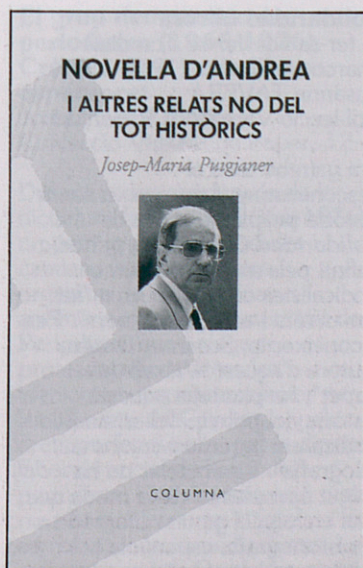 NOVELLA D'ANDREA
I ALTRES RELATS NO DEL
TOT HISTÒRICS
Josep-Maria Puigjaner
COLUMNA